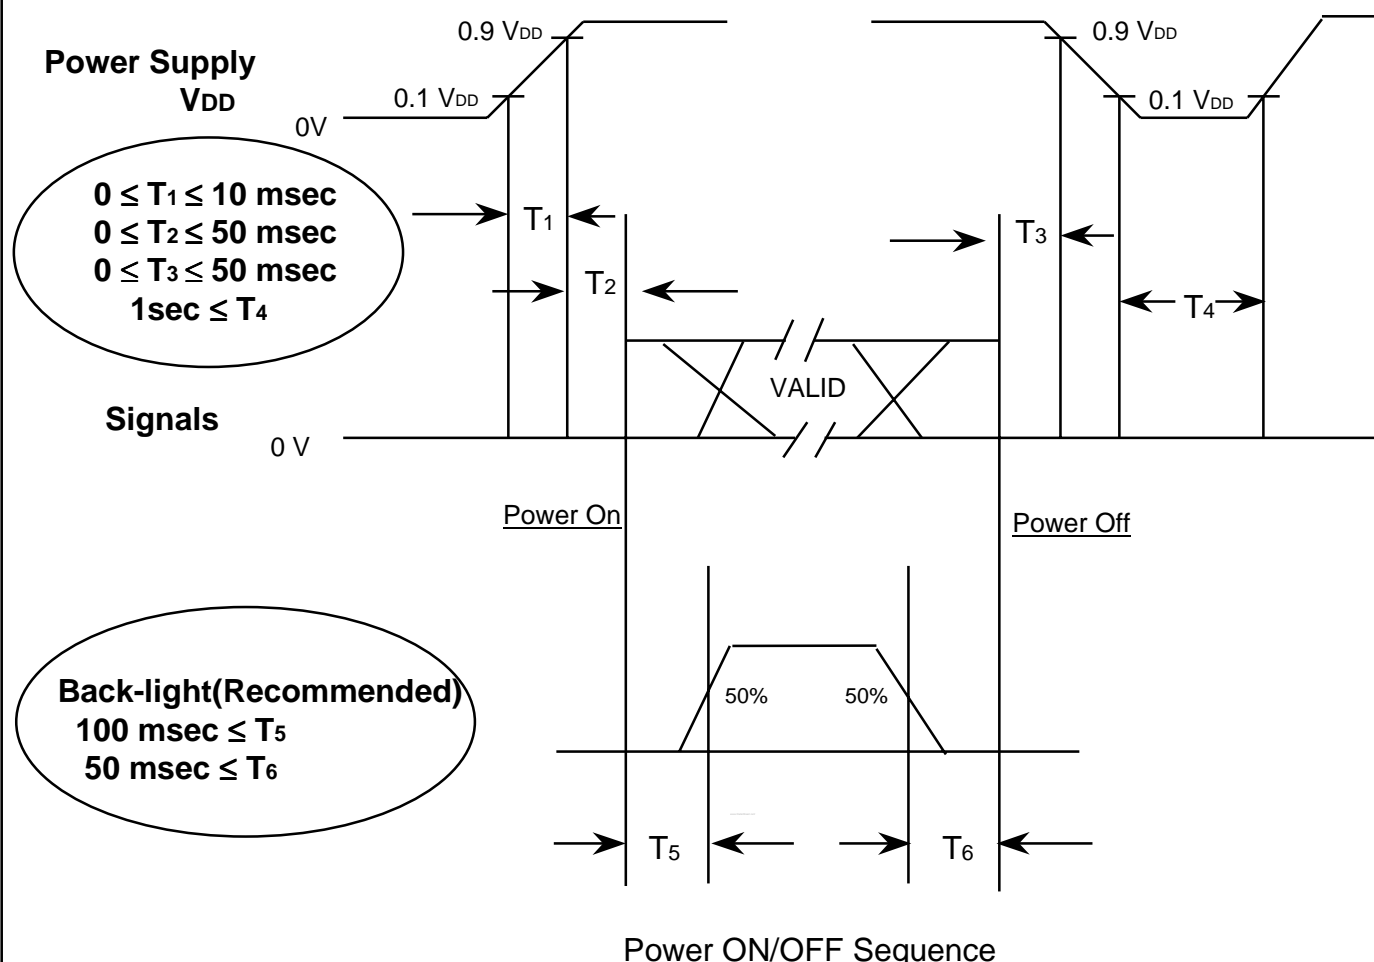 0.9 VDD
0.9 VDD
Power Supply
VDD
0.1 VDD
0.1 VDD
0V
0 ≤ T1 ≤ 10 msec
0 ≤ T2 ≤ 50 msec
0 ≤ T3 ≤ 50 msec
1sec ≤ T4
T1
T3
T2
T4
VALID
Signals
0 V
Power On
Power Off
Back-light(Recommended)
100 msec ≤ T5
50 msec ≤ T6
50%
50%
T5
T6
Power ON/OFF Sequence